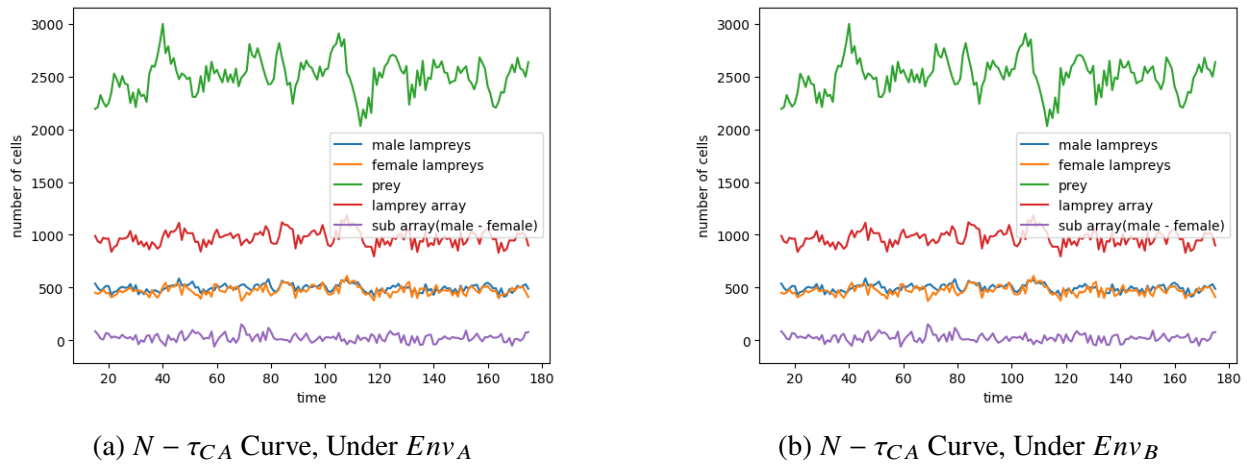 3000
2500
2000
1500
1000
500
0
number of cells
male lampreys
female lampreys
prey
lamprey array
sub array(male - female)
20 40 60 80 100 120 140 160 180
time
(a) N − τCA Curve, Under EnvA
3000
2500
2000
1500
1000
500
0
number of cells
male lampreys
female lampreys
prey
lamprey array
sub array(male - female)
20 40 60 80 100 120 140 160 180
time
(b) N − τCA Curve, Under EnvB